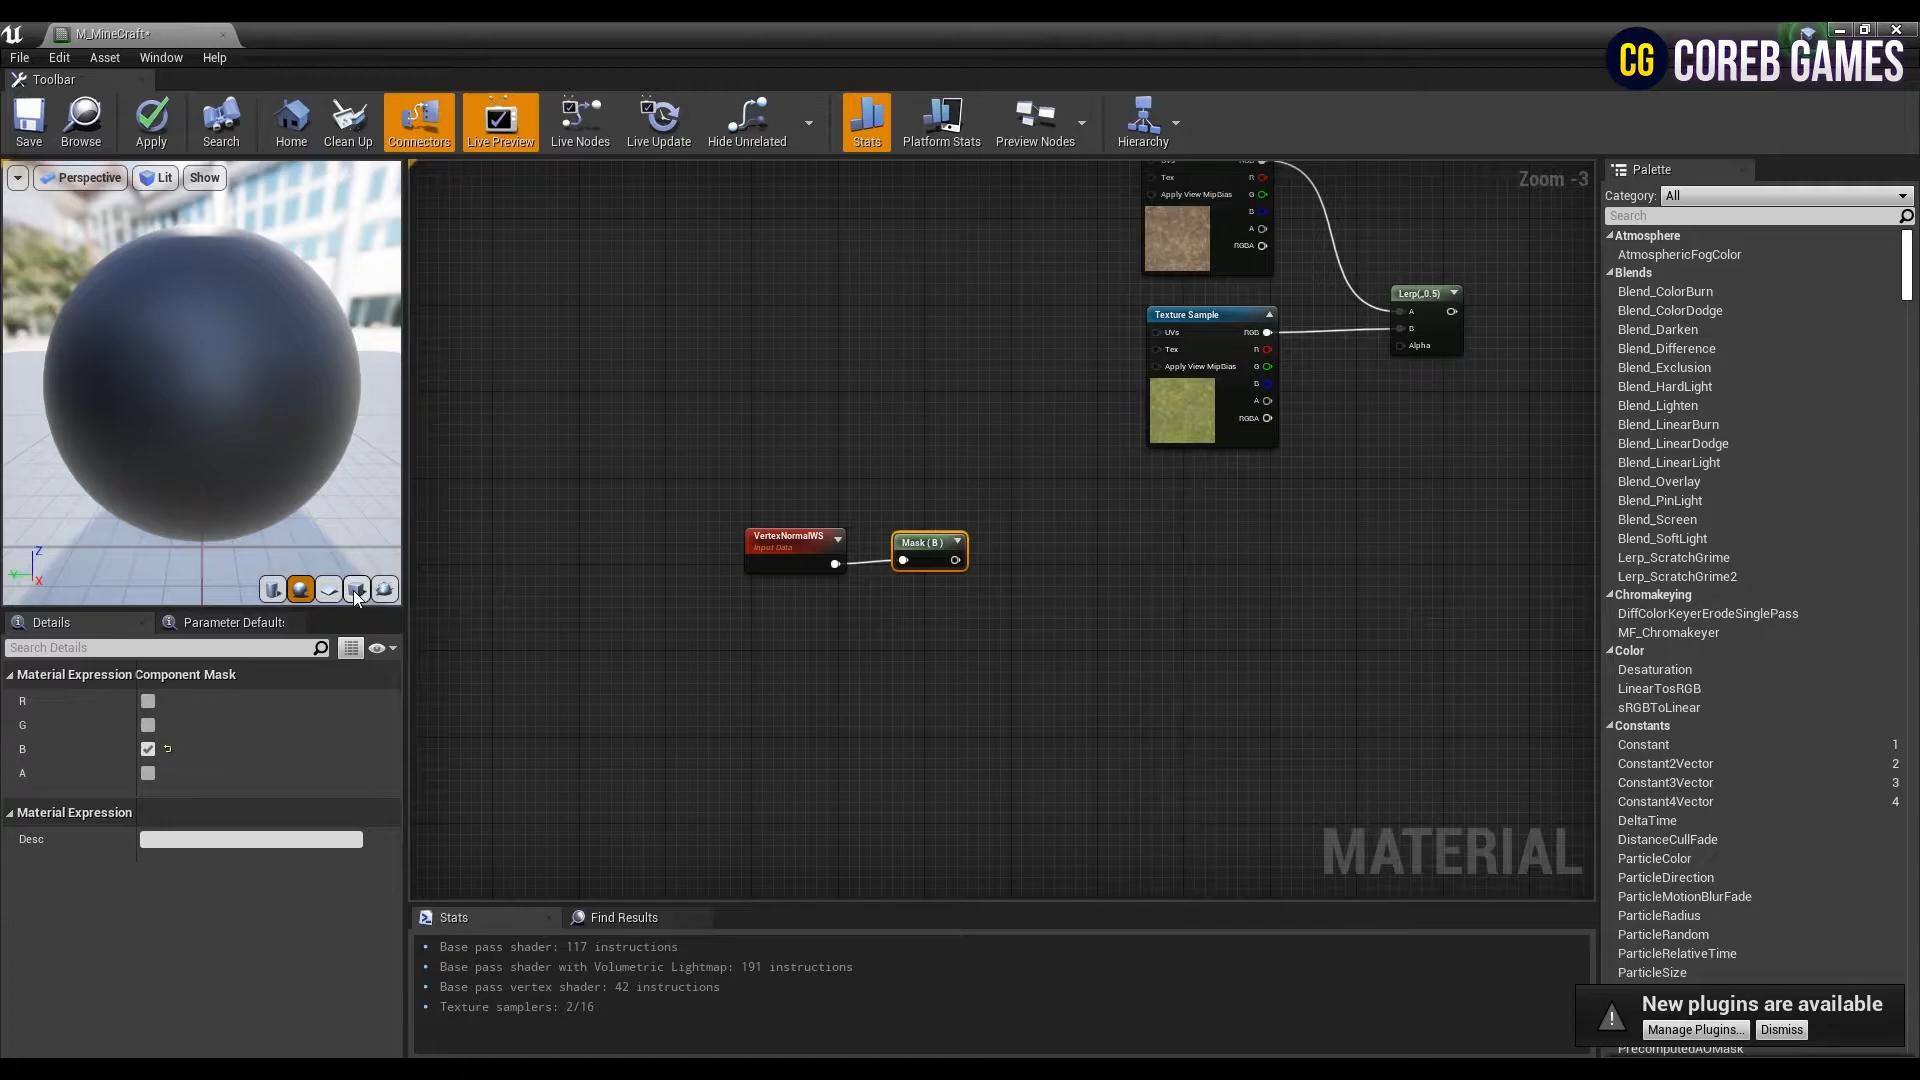 M_MineCraft*
CG COREB GAMES
File Edit Asset Window Help
Toolbar
Save Browse Apply Search Home Clean Up Connectors Live Preview Live Nodes Live Update Hide Unrelated Stats Platform Stats Preview Nodes Hierarchy
Perspective Lit Show
Z
Y
X
Details Parameter Defaults
Search Details
Material Expression Component Mask
R
G
B
A
Material Expression
Desc
Zoom -3
UVs RGB
Tex R
Apply View MipBias G
B
A
RGBA
Texture Sample
UVs RGB
Tex R
Apply View MipBias G
B
A
RGBA
Lerp(,,0.5)
A
B
Alpha
VertexNormalWS
Input Data
Mask ( B )
MATERIAL
Stats Find Results
Base pass shader: 117 instructions
Base pass shader with Volumetric Lightmap: 191 instructions
Base pass vertex shader: 42 instructions
Texture samplers: 2/16
Palette
Category: All
Search
Atmosphere
AtmosphericFogColor
Blends
Blend_ColorBurn
Blend_ColorDodge
Blend_Darken
Blend_Difference
Blend_Exclusion
Blend_HardLight
Blend_Lighten
Blend_LinearBurn
Blend_LinearDodge
Blend_LinearLight
Blend_Overlay
Blend_PinLight
Blend_Screen
Blend_SoftLight
Lerp_ScratchGrime
Lerp_ScratchGrime2
Chromakeying
DiffColorKeyerErodeSinglePass
MF_Chromakeyer
Color
Desaturation
LinearTosRGB
sRGBToLinear
Constants
Constant 1
Constant2Vector 2
Constant3Vector 3
Constant4Vector 4
DeltaTime
DistanceCullFade
ParticleColor
ParticleDirection
ParticleMotionBlurFade
ParticleRadius
ParticleRandom
ParticleRelativeTime
ParticleSize
New plugins are available
Manage Plugins... Dismiss
PrecomputedAOMask